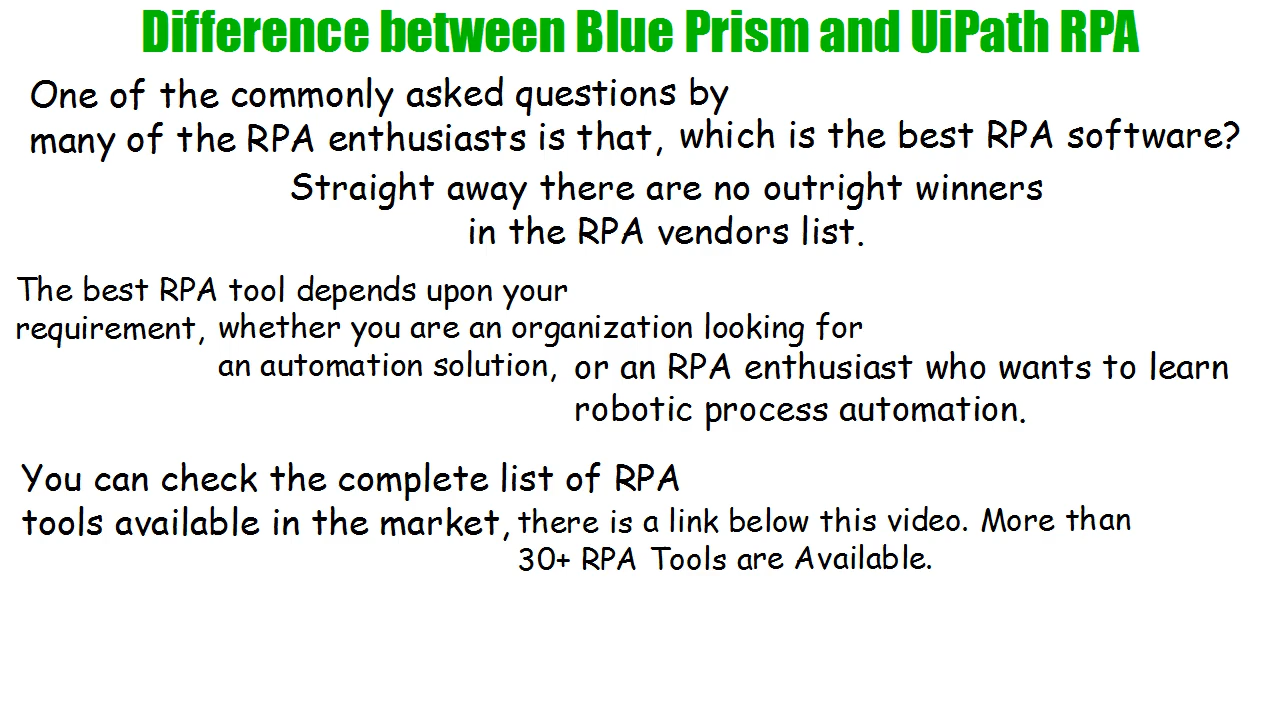 Difference between Blue Prism and UiPath RPA
One of the commonly asked questions by
many of the RPA enthusiasts is that, which is the best RPA software?
Straight away there are no outright winners
in the RPA vendors list.
The best RPA tool depends upon your
requirement, whether you are an organization looking for
an automation solution, or an RPA enthusiast who wants to learn
robotic process automation.
You can check the complete list of RPA
tools available in the market, there is a link below this video. More than
30+ RPA Tools are Available.